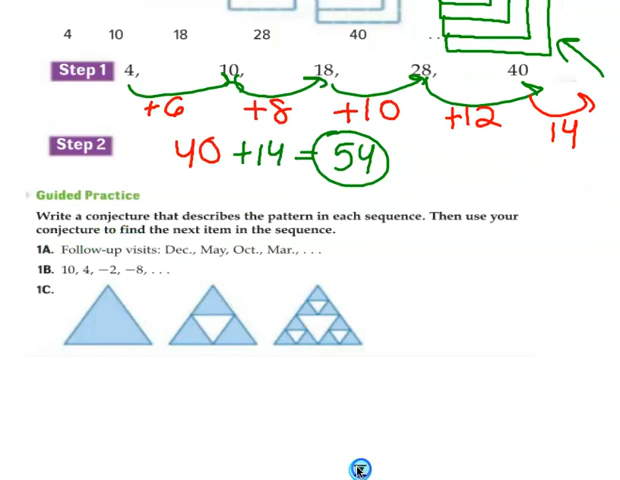 4 10 18 28 40 ...
Step 1 4, 10, 18, 28, 40
+6 +8 +10 +12 14
Step 2 40 +14 = 54
Guided Practice
Write a conjecture that describes the pattern in each sequence. Then use your
conjecture to find the next item in the sequence.
1A. Follow-up visits: Dec., May, Oct., Mar., . . .
1B. 10, 4, −2, −8, . . .
1C.